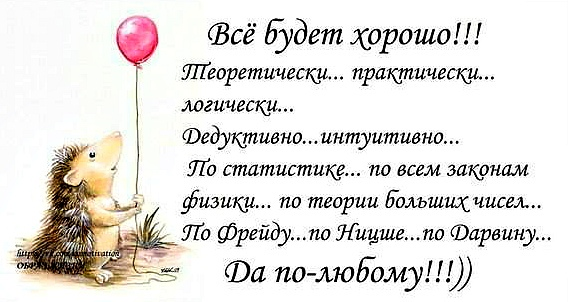 Всё будет хорошо!!!
Теоретически... практически...
логически...
Дедуктивно...интуитивно...
По статистике... по всем законам
физики... по теории больших чисел...
По Фрейду...по Ницше...по Дарвину...
Да по-любому!!!))